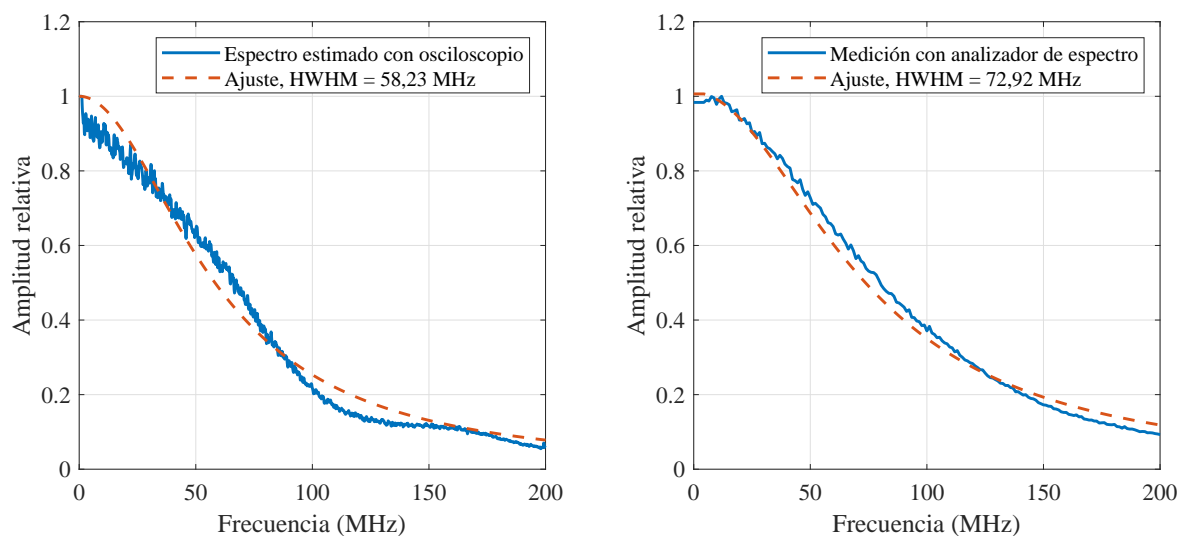 1.2
1
0.8
0.6
0.4
0.2
0
Amplitud relativa
Espectro estimado con osciloscopio
Ajuste, HWHM = 58,23 MHz
0 50 100 150 200
Frecuencia (MHz)
1.2
1
0.8
0.6
0.4
0.2
0
Amplitud relativa
Medición con analizador de espectro
Ajuste, HWHM = 72,92 MHz
0 50 100 150 200
Frecuencia (MHz)